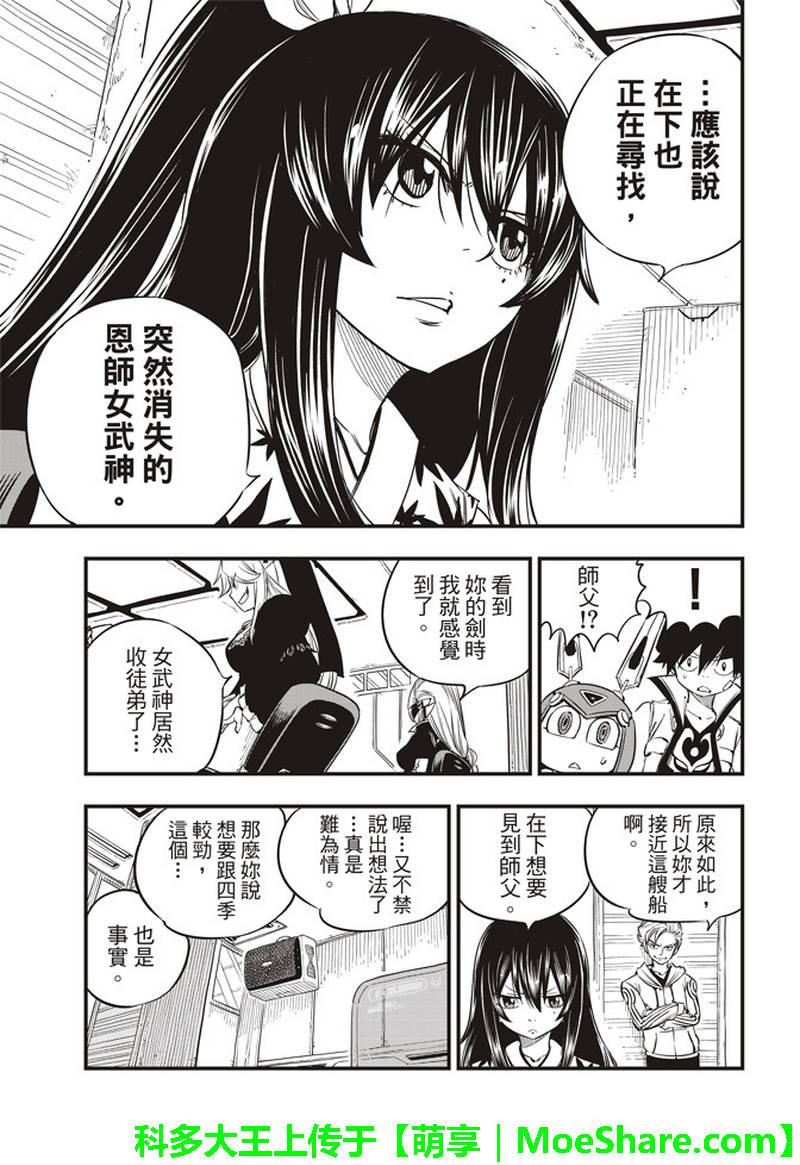 …應該說
在下也
正在尋找，
突然消失的
恩師女武神。
！
師父!?
看到
妳的劍時
我就感覺
到了。
女武神居然
收徒弟了…
原來如此，
所以妳才
接近這艘船
啊。
在下想要
見到師父。
喔…又不禁
說出想法了
…真是
難為情。
那麼妳說
想要跟四季
較勁，
這個…
也是
事實。
科多大王上传于【萌享 | MoeShare.com】